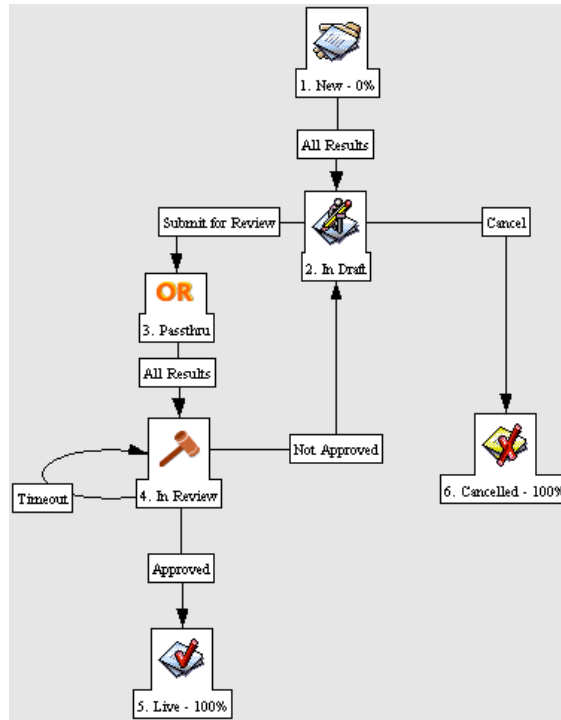 1. New - 0%
All Results
Submit for Review
Cancel
2. In Draft
OR
3. Passthru
All Results
Not Approved
Timeout
4. In Review
6. Cancelled - 100%
Approved
5. Live - 100%